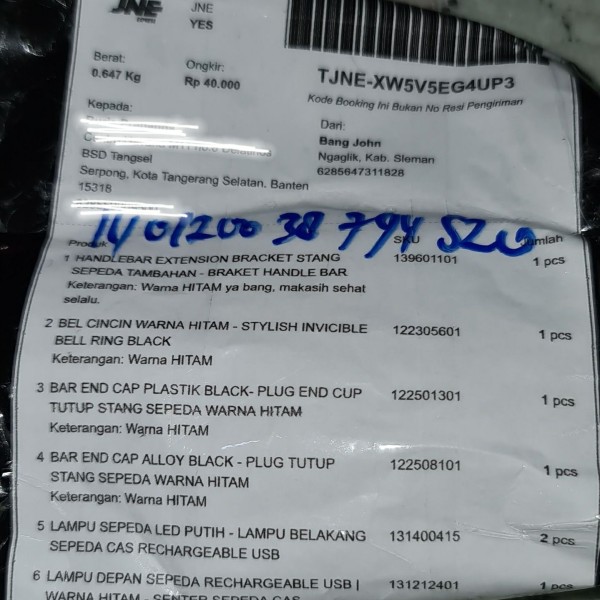 JNE
EXPRESS
JNE
YES
Berat:
0.647 Kg
Ongkir:
Rp 40.000
TJNE-XW5V5EG4UP3
Kode Booking Ini Bukan No Resi Pengiriman
Kepada:
BSD Tangsel
Serpong, Kota Tangerang Selatan, Banten
15318
Dari:
Bang John
Ngaglik, Kab. Sleman
6285647311828
Produk SKU Jumlah
1 HANDLEBAR EXTENSION BRACKET STANG 139601101 1 pcs
SEPEDA TAMBAHAN - BRAKET HANDLE BAR
Keterangan: Warna HITAM ya bang, makasih sehat
selalu.
2 BEL CINCIN WARNA HITAM - STYLISH INVICIBLE 122305601 1 pcs
BELL RING BLACK
Keterangan: Warna HITAM
3 BAR END CAP PLASTIK BLACK- PLUG END CUP 122501301 1 pcs
TUTUP STANG SEPEDA WARNA HITAM
Keterangan: Warna HITAM
4 BAR END CAP ALLOY BLACK - PLUG TUTUP 122508101 1 pcs
STANG SEPEDA WARNA HITAM
Keterangan: Warna HITAM
5 LAMPU SEPEDA LED PUTIH - LAMPU BELAKANG 131400415 2 pcs
SEPEDA CAS RECHARGEABLE USB
6 LAMPU DEPAN SEPEDA RECHARGEABLE USB | 131212401 1 pcs
WARNA HITAM - SENTER SEPEDA CAS